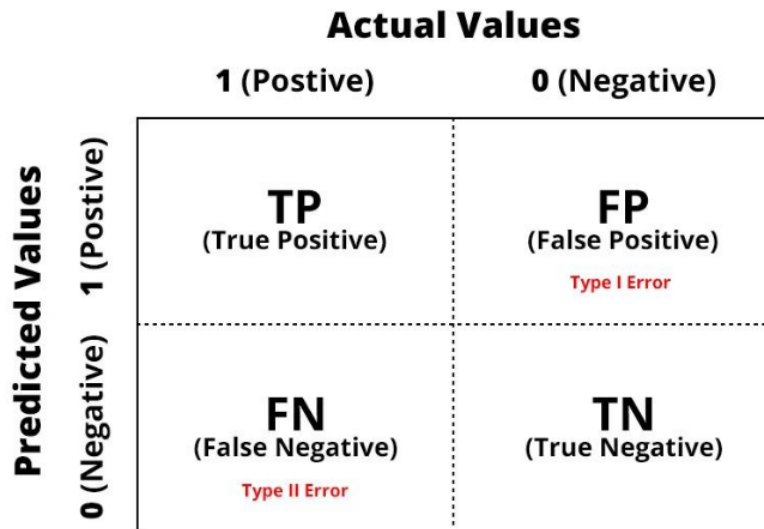 Actual Values
1 (Postive)
0 (Negative)
Predicted Values
1 (Postive)
TP
(True Positive)
FP
(False Positive)
Type I Error
0 (Negative)
FN
(False Negative)
Type II Error
TN
(True Negative)